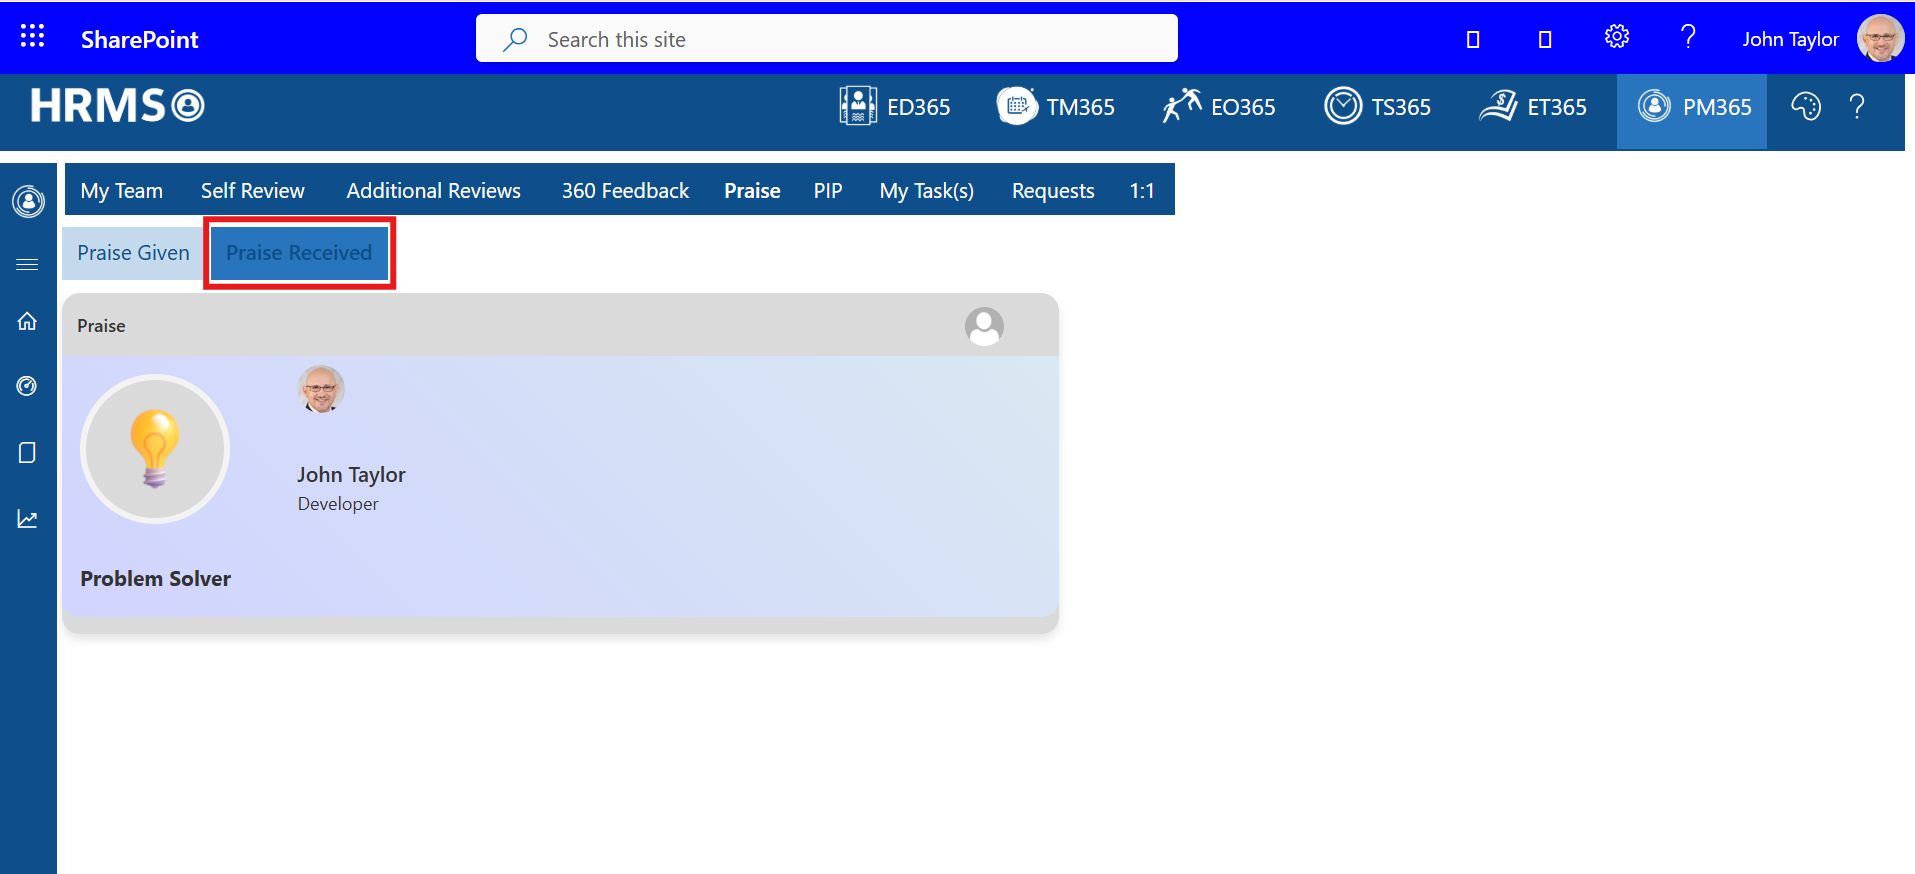 SharePoint
Search this site
John Taylor
HRMS
ED365
TM365
EO365
TS365
ET365
PM365
My Team
Self Review
Additional Reviews
360 Feedback
Praise
PIP
My Task(s)
Requests
1:1
Praise Given
Praise Received
Praise
John Taylor
Developer
Problem Solver